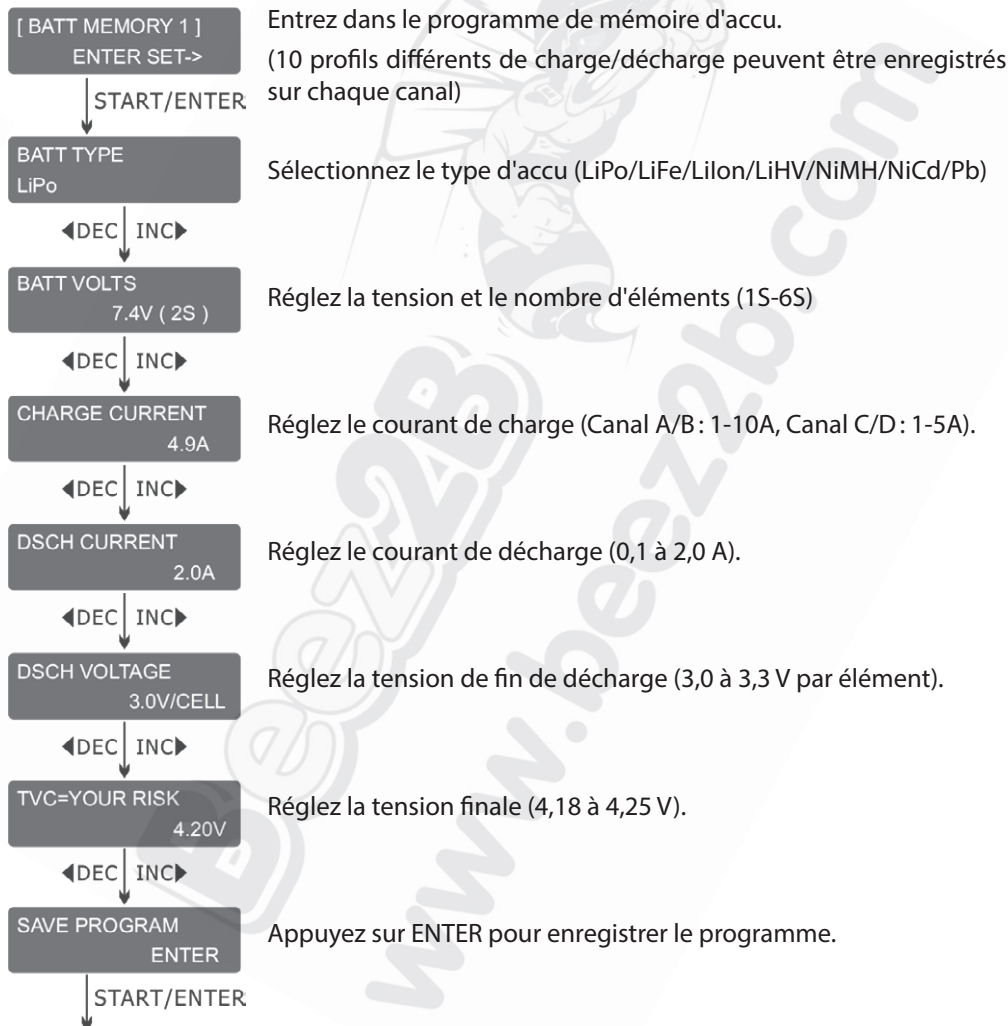 [ BATT MEMORY 1 ]
ENTER SET->
Entrez dans le programme de mémoire d'accu.
(10 profils différents de charge/décharge peuvent être enregistrés
sur chaque canal)
START/ENTER
BATT TYPE
LiPo
Sélectionnez le type d'accu (LiPo/LiFe/LiIon/LiHV/NiMH/NiCd/Pb)
◀DEC INC▶
BATT VOLTS
7.4V ( 2S )
Réglez la tension et le nombre d'éléments (1S-6S)
◀DEC INC▶
CHARGE CURRENT
4.9A
Réglez le courant de charge (Canal A/B : 1-10A, Canal C/D : 1-5A).
◀DEC INC▶
DSCH CURRENT
2.0A
Réglez le courant de décharge (0,1 à 2,0 A).
◀DEC INC▶
DSCH VOLTAGE
3.0V/CELL
Réglez la tension de fin de décharge (3,0 à 3,3 V par élément).
◀DEC INC▶
TVC=YOUR RISK
4.20V
Réglez la tension finale (4,18 à 4,25 V).
◀DEC INC▶
SAVE PROGRAM
ENTER
Appuyez sur ENTER pour enregistrer le programme.
START/ENTER
Beez2B
www.beez2b.com